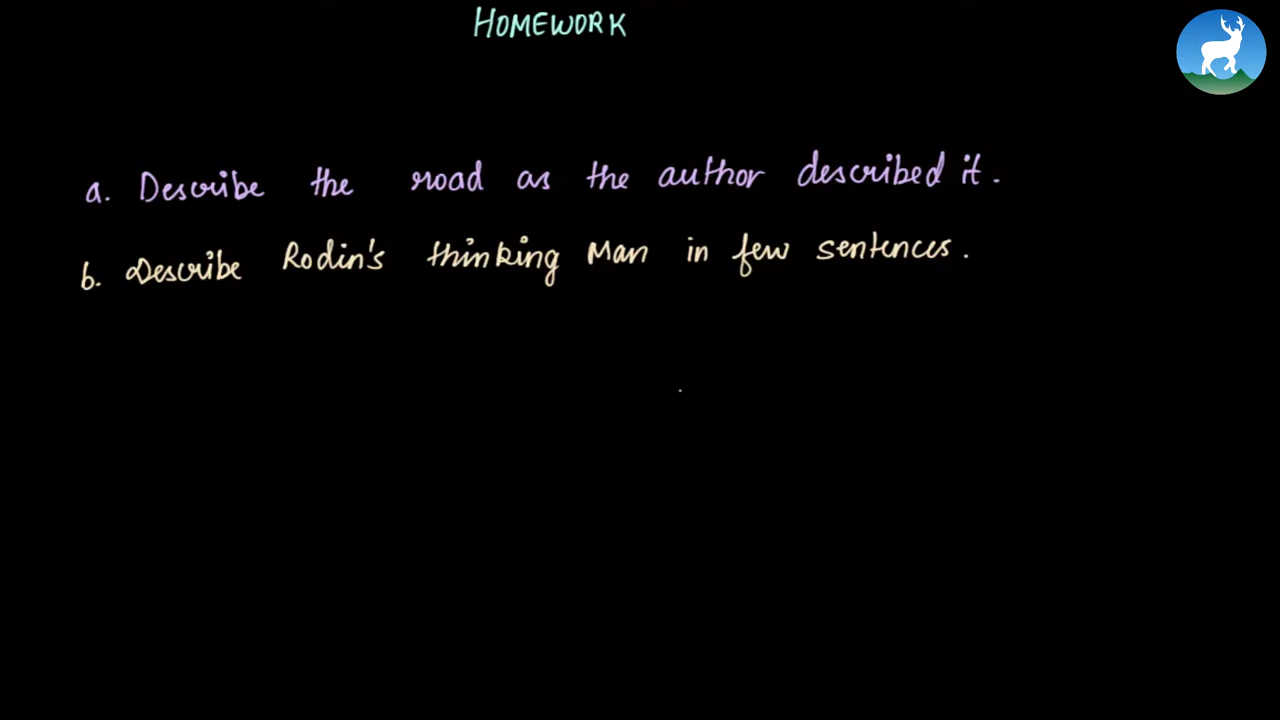 HOMEWORK
a. Describe the road as the author described it.
b. Describe Rodin's thinking Man in few sentences.